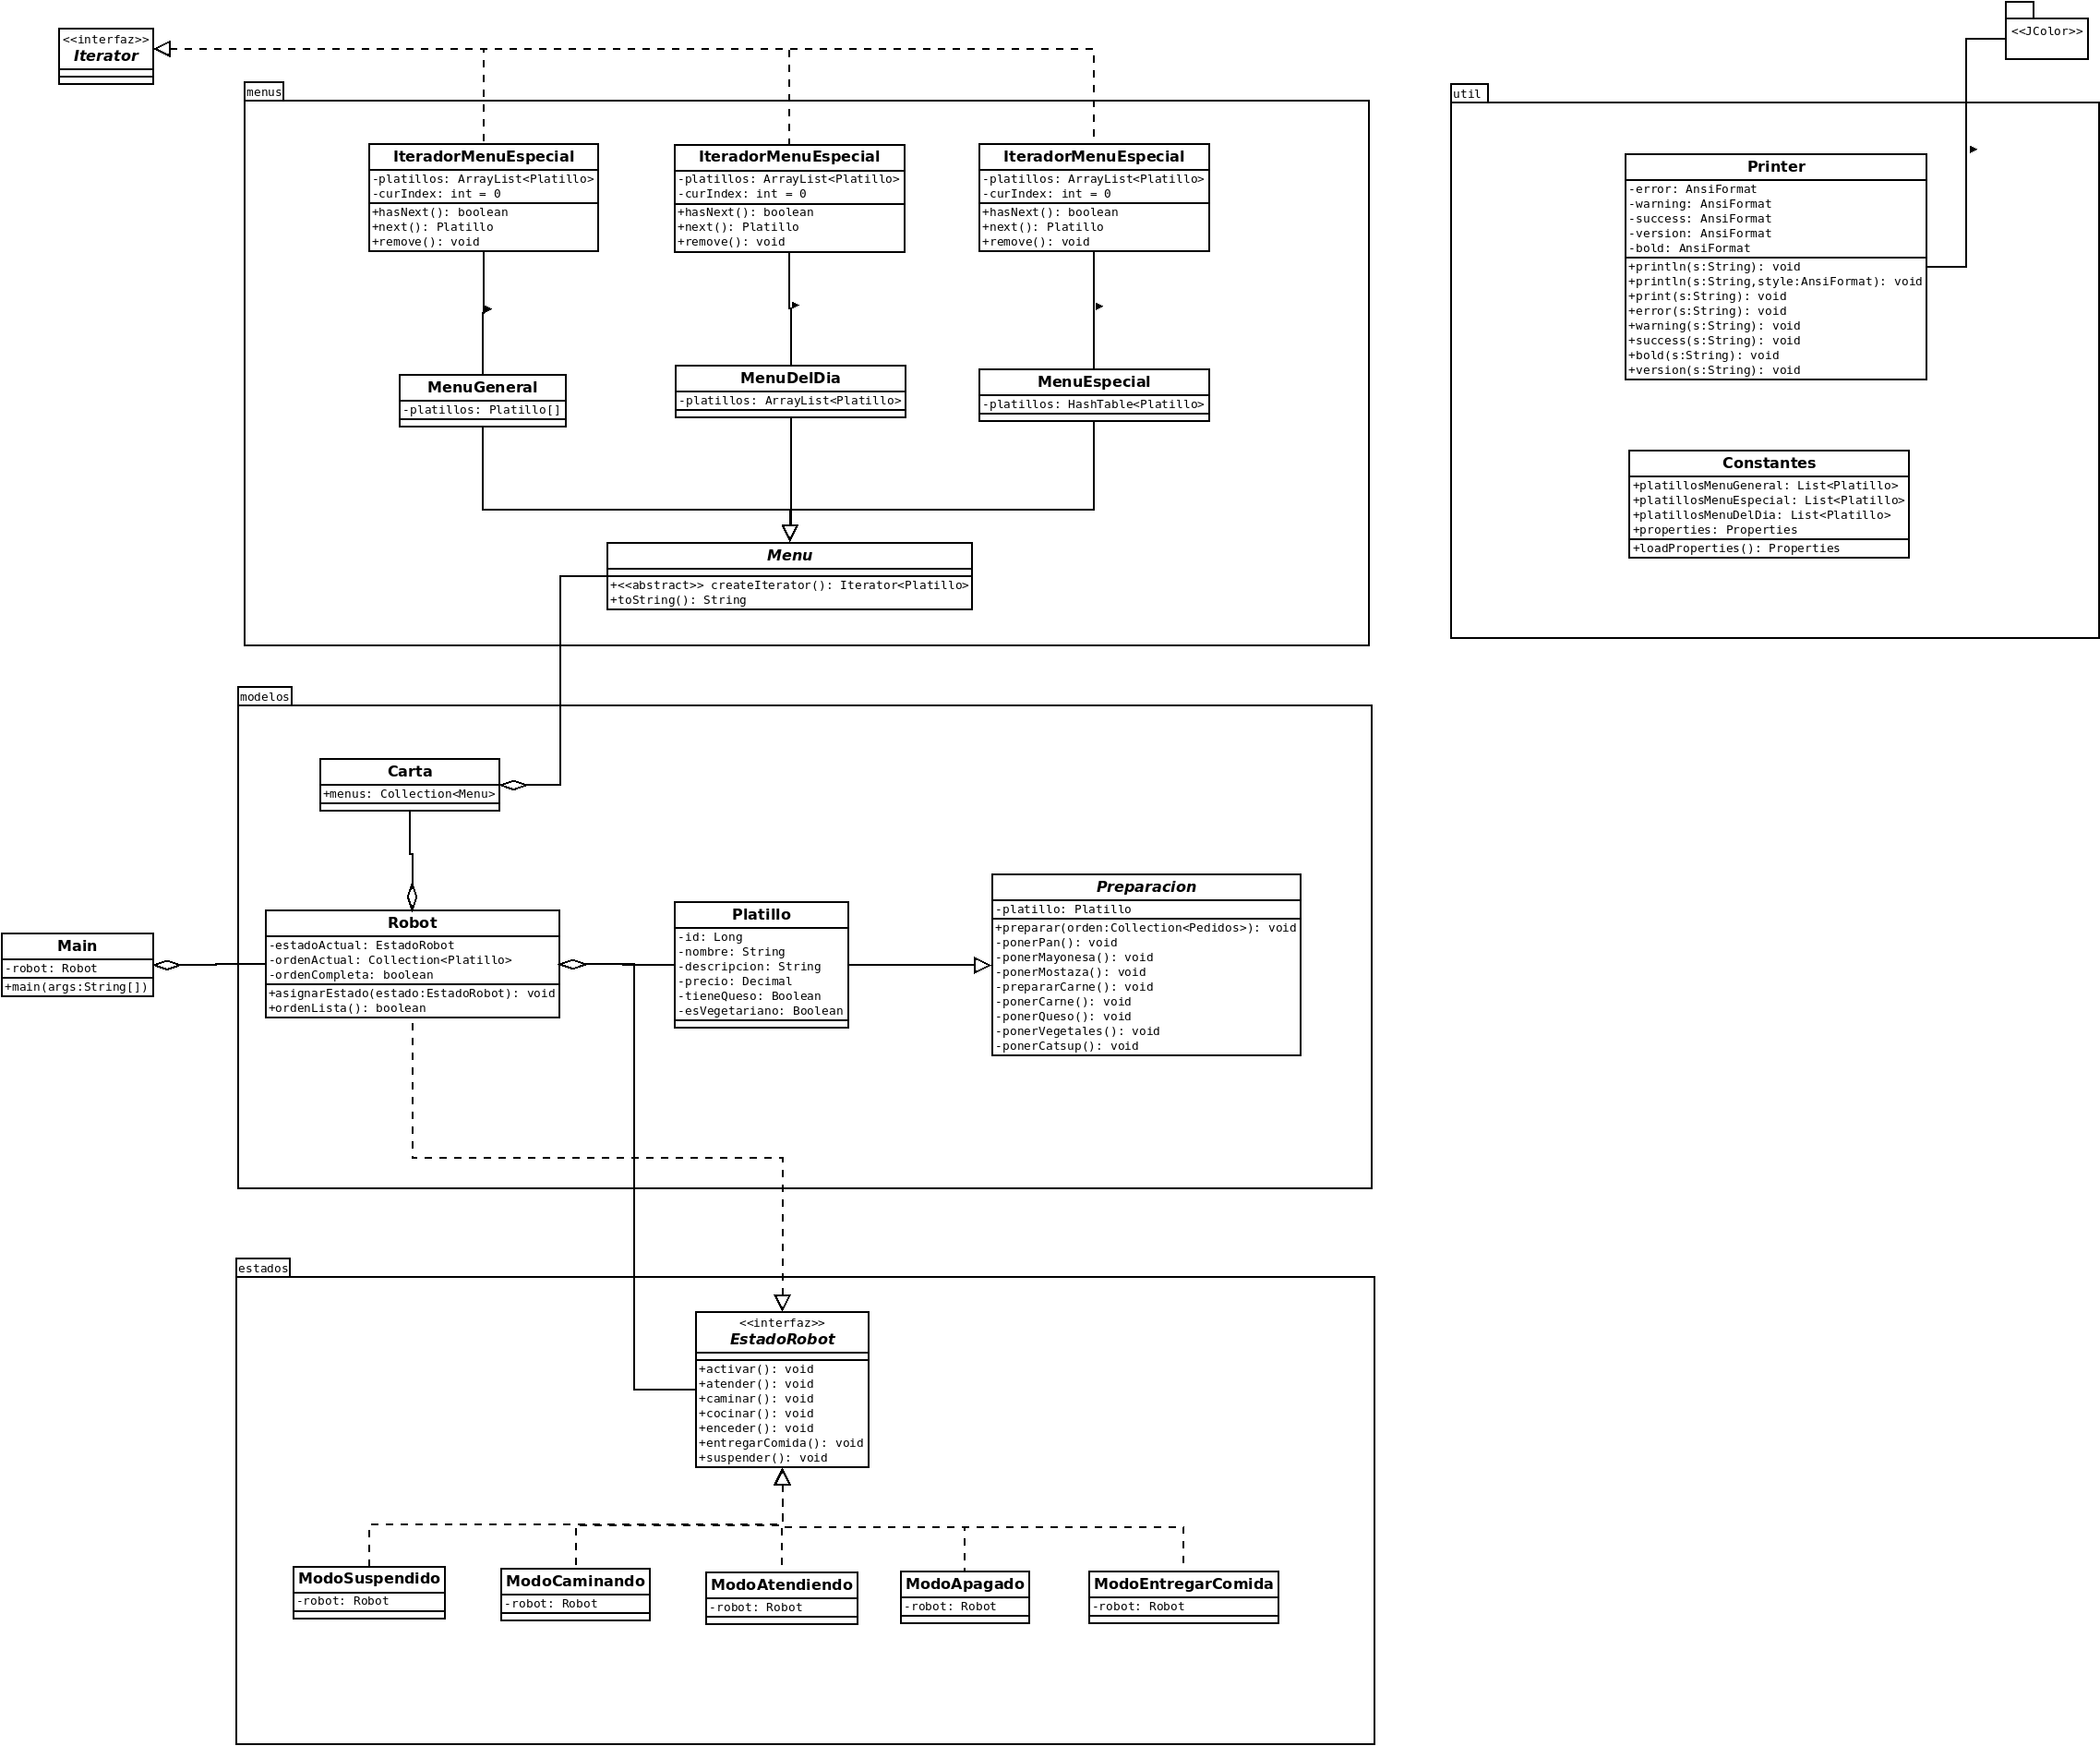 <<interfaz>>
Iterator
<<JColor>>
menus
IteradorMenuEspecial
-platillos: ArrayList<Platillo>
-curIndex: int = 0
+hasNext(): boolean
+next(): Platillo
+remove(): void
IteradorMenuEspecial
-platillos: ArrayList<Platillo>
-curIndex: int = 0
+hasNext(): boolean
+next(): Platillo
+remove(): void
IteradorMenuEspecial
-platillos: ArrayList<Platillo>
-curIndex: int = 0
+hasNext(): boolean
+next(): Platillo
+remove(): void
MenuGeneral
-platillos: Platillo[]
MenuDelDia
-platillos: ArrayList<Platillo>
MenuEspecial
-platillos: HashTable<Platillo>
Menu
+<<abstract>> createIterator(): Iterator<Platillo>
+toString(): String
util
Printer
-error: AnsiFormat
-warning: AnsiFormat
-success: AnsiFormat
-version: AnsiFormat
-bold: AnsiFormat
+println(s:String): void
+println(s:String,style:AnsiFormat): void
+print(s:String): void
+error(s:String): void
+warning(s:String): void
+success(s:String): void
+bold(s:String): void
+version(s:String): void
Constantes
+platillosMenuGeneral: List<Platillo>
+platillosMenuEspecial: List<Platillo>
+platillosMenuDelDia: List<Platillo>
+properties: Properties
+loadProperties(): Properties
modelos
Carta
+menus: Collection<Menu>
Main
-robot: Robot
+main(args:String[])
Robot
-estadoActual: EstadoRobot
-ordenActual: Collection<Platillo>
-ordenCompleta: boolean
+asignarEstado(estado:EstadoRobot): void
+ordenLista(): boolean
Platillo
-id: Long
-nombre: String
-descripcion: String
-precio: Decimal
-tieneQueso: Boolean
-esVegetariano: Boolean
Preparacion
-platillo: Platillo
+preparar(orden:Collection<Pedidos>): void
-ponerPan(): void
-ponerMayonesa(): void
-ponerMostaza(): void
-prepararCarne(): void
-ponerCarne(): void
-ponerQueso(): void
-ponerVegetales(): void
-ponerCatsup(): void
estados
<<interfaz>>
EstadoRobot
+activar(): void
+atender(): void
+caminar(): void
+cocinar(): void
+enceder(): void
+entregarComida(): void
+suspender(): void
ModoSuspendido
-robot: Robot
ModoCaminando
-robot: Robot
ModoAtendiendo
-robot: Robot
ModoApagado
-robot: Robot
ModoEntregarComida
-robot: Robot